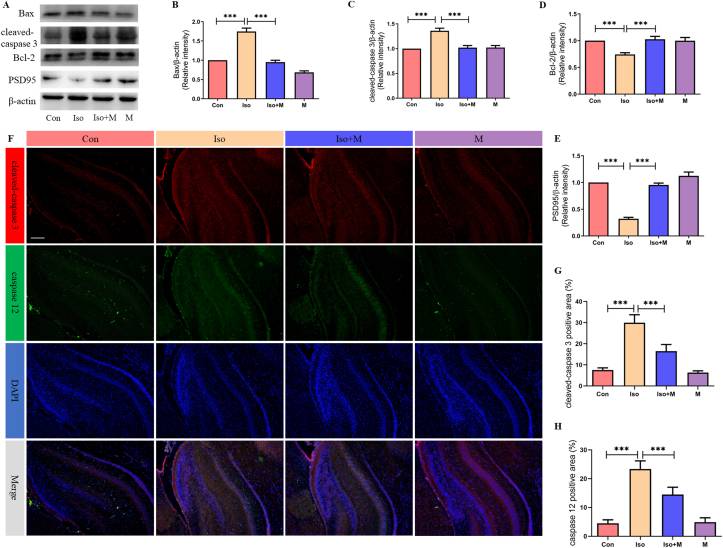 A
Bax
cleaved-
caspase 3
Bcl-2
PSD95
β-actin
Con Iso Iso+M M
B
Bax/β-actin
(Relative intensity)
2.0
1.5
1.0
0.5
0.0
*** ***
Con Iso Iso+M M
C
cleaved-caspase 3/β-actin
(Relative intensity)
2.0
1.5
1.0
0.5
0.0
*** ***
Con Iso Iso+M M
D
Bcl-2/β-actin
(Relative intensity)
1.5
1.0
0.5
0.0
*** ***
Con Iso Iso+M M
E
PSD95/β-actin
(Relative intensity)
1.5
1.0
0.5
0.0
*** ***
Con Iso Iso+M M
F
Con Iso Iso+M M
cleaved-caspase 3
caspase 12
DAPI
Merge
G
cleaved-caspase 3 positive area (%)
40
30
20
10
0
*** ***
Con Iso Iso+M M
H
caspase 12 positive area (%)
30
20
10
0
*** ***
Con Iso Iso+M M